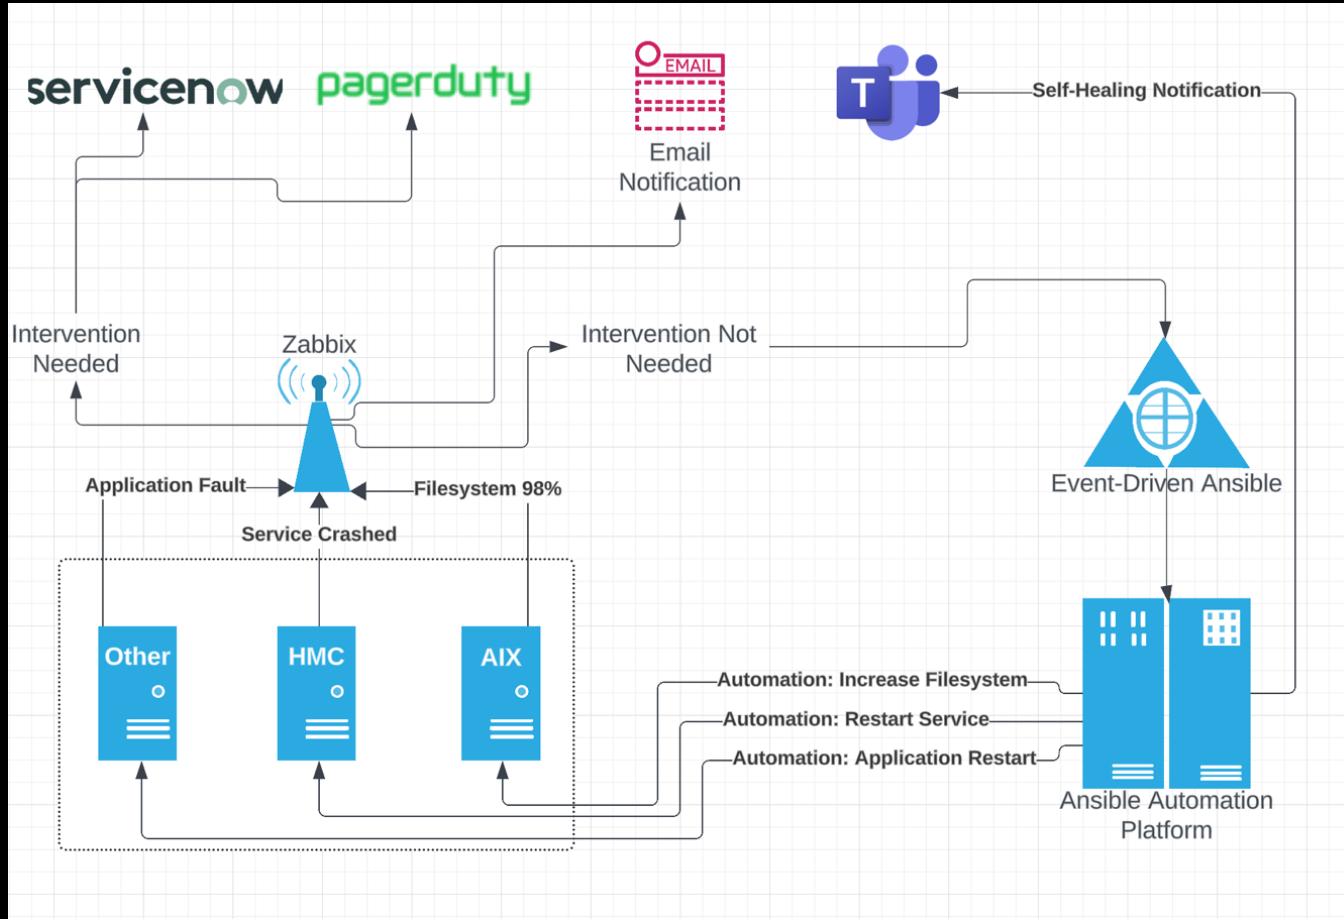 servicenow
pagerduty
EMAIL
Email
Notification
T
Self-Healing Notification
Intervention
Needed
Zabbix
Intervention Not
Needed
Application Fault
Filesystem 98%
Service Crashed
Event-Driven Ansible
Other
HMC
AIX
Automation: Increase Filesystem
Automation: Restart Service
Automation: Application Restart
Ansible Automation
Platform